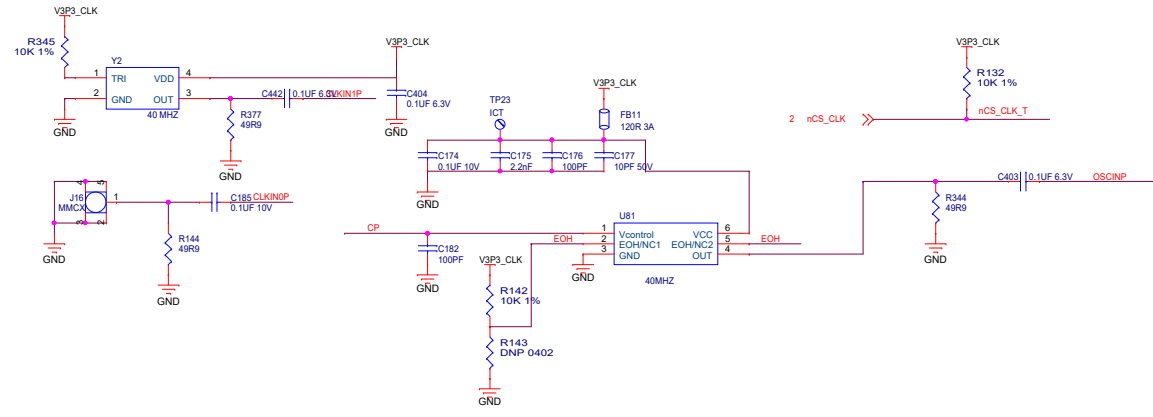 V3P3_CLK
R345
10K 1%
Y2
1 TRI VDD 4
2 GND OUT 3
40 MHZ
GND
R377
49R9
GND
C442 0.1UF 6.3V
CLKIN1P
V3P3_CLK
C404
0.1UF 6.3V
GND
J16
MMCX
4 5
3 2
1
GND
R144
49R9
GND
C185
0.1UF 10V
CLKIN0P
TP23
ICT
V3P3_CLK
FB11
120R 3A
C174
0.1UF 10V
C175
2.2nF
C176
100PF
C177
10PF 50V
GND
CP
C182
100PF
GND
EOH
V3P3_CLK
R142
10K 1%
R143
DNP 0402
GND
U81
1 Vcontrol VCC 6
2 EOH/NC1 EOH/NC2 5
3 GND OUT 4
40MHZ
GND
EOH
V3P3_CLK
R132
10K 1%
2 nCS_CLK
nCS_CLK_T
R344
49R9
GND
C403 0.1UF 6.3V
OSCINP